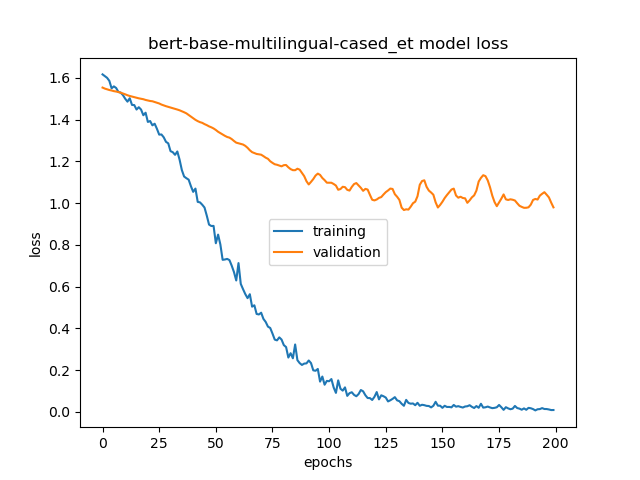 bert-base-multilingual-cased_et model loss
1.6
1.4
1.2
1.0
0.8
0.6
0.4
0.2
0.0
loss
training
validation
0 25 50 75 100 125 150 175 200
epochs